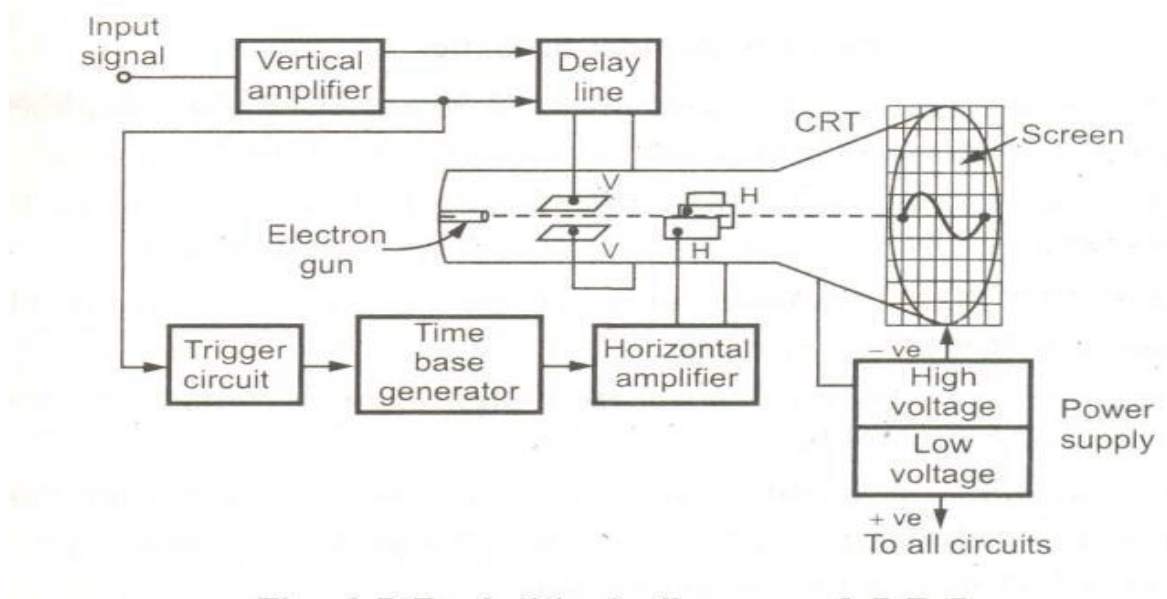 Input
signal
Vertical
amplifier
Delay
line
CRT
Screen
V
H
Electron
gun
V
H
Trigger
circuit
Time
base
generator
Horizontal
amplifier
– ve
High
voltage
Power
supply
Low
voltage
+ ve
To all circuits